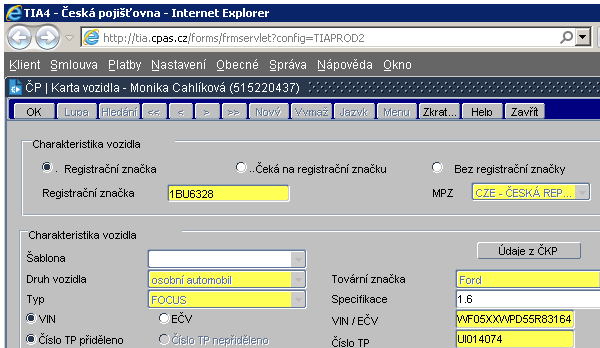 TIA4 - Česká pojišťovna - Internet Explorer
http://tia.cpas.cz/forms/frmservlet?config=TIAPROD2
Klient Smlouva Platby Nastavení Obecné Správa Okno
ČP | Karta vozidla - Monika Cahlíková (515220437)
OK Lupa Hledání << < > >> Nový Vymaž Jazyk Menu Zkrat... Help Zavřít
Charakteristika vozidla
. Registrační značka ..Čeká na registrační značku Bez registrační značky
Registrační značka 1BU6328 MPZ CZE - ČESKÁ REP...
Charakteristika vozidla
Šablona Údaje z ČKP
Druh vozidla osobní automobil Tovární značka Ford
Typ FOCUS Specifikace 1.6
VIN EČV VIN / EČV WF05XXWPD55R83164
Číslo TP přiděleno Číslo TP nepřiděleno Číslo TP UI014074